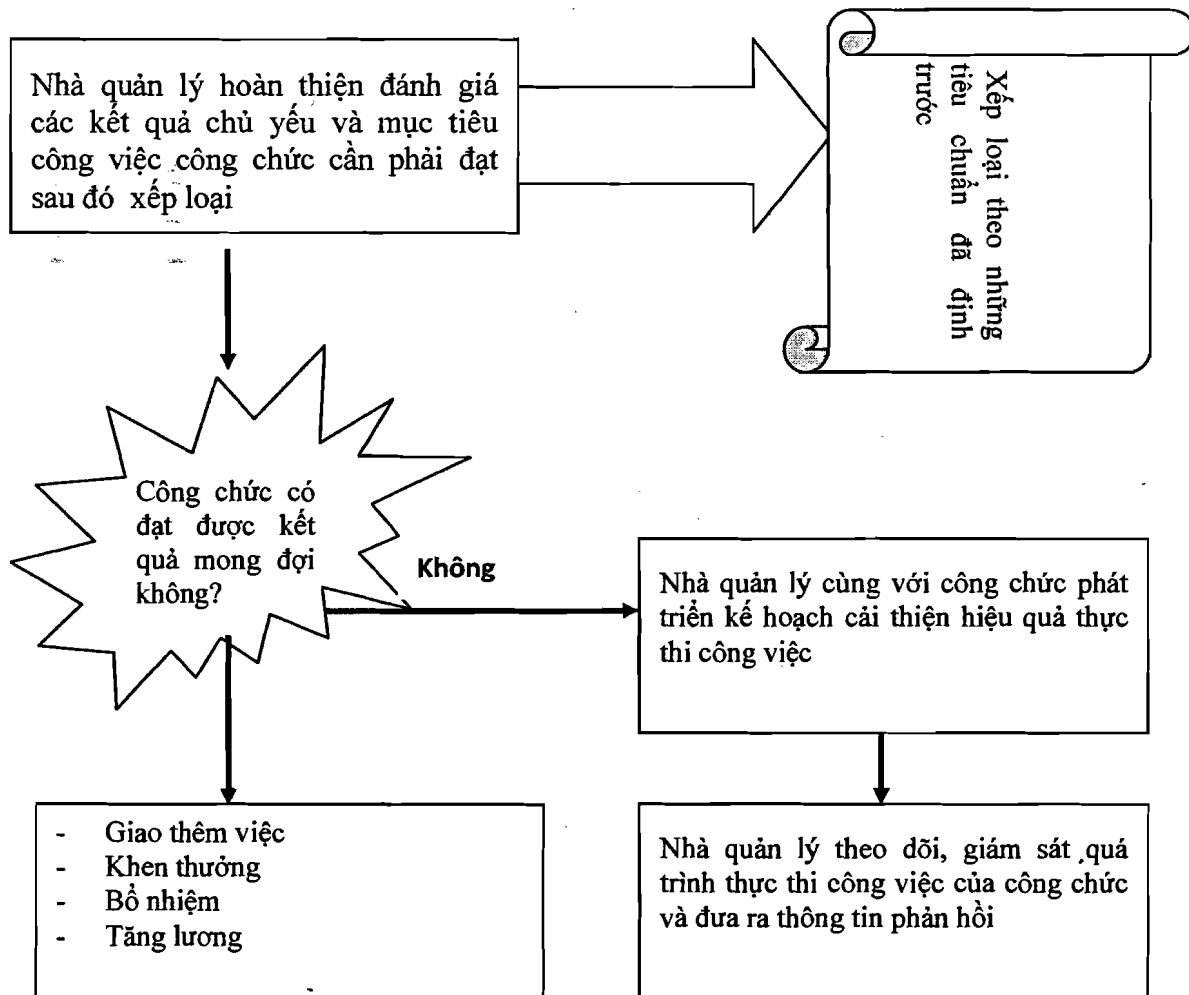 Nhà quản lý hoàn thiện đánh giá
các kết quả chủ yếu và mục tiêu
công việc công chức cần phải đạt
sau đó xếp loại
Xếp loại theo những
tiêu chuẩn đã định
trước
Công chức có
đạt được kết
quả mong đợi
không?
Không
Nhà quản lý cùng với công chức phát
triển kế hoạch cải thiện hiệu quả thực
thi công việc
- Giao thêm việc
- Khen thưởng
- Bổ nhiệm
- Tăng lương
Nhà quản lý theo dõi, giám sát quá
trình thực thi công việc của công chức
và đưa ra thông tin phản hồi